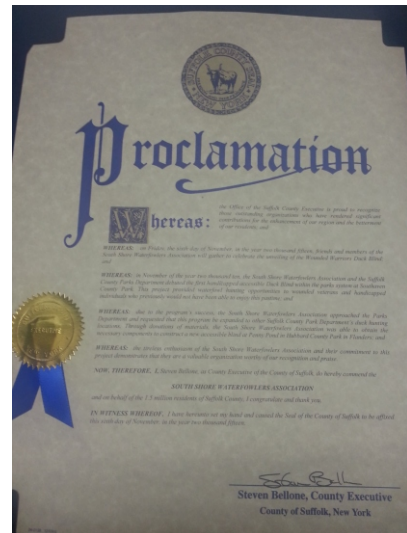 SUFFOLK COUNTY SEAL
NEW YORK
Proclamation
Whereas:
the Office of the Suffolk County Executive is proud to recognize
those outstanding organizations who have rendered significant
contributions for the enhancement of our region and the betterment
of our residents, and
WHEREAS, on Friday the sixth day of November in the year two thousand fifteen, friends and members of the
South Shore Waterfowlers Association will gather to celebrate the unveiling of the Wounded Warriors Duck Blind
and
WHEREAS, in November of the year two thousand ten, the South Shore Waterfowlers Association and the Suffolk
County Parks Department debuted the first handicapped accessible Duck Blind within the parks system at Smithtown
County Park. This project provided waterfowl hunting opportunities to wounded veterans and handicapped
individuals who previously would not have been able to enjoy this pastime, and
WHEREAS, due to the program's success, the South Shore Waterfowlers Association approached the Parks
Department and requested that this program be expanded to other Suffolk County Park Department's duck hunting
locations. Through donations of materials, the South Shore Waterfowlers Association was able to obtain the
necessary components to construct a new accessible blind at Penny Pond in Hubbard County Park in Flanders; and
WHEREAS, the tireless enthusiasm of the South Shore Waterfowlers Association and their commitment to this
project demonstrates that they are a valuable organization worthy of our recognition and praise.
NOW, THEREFORE, I, Steven Bellone, as County Executive of the County of Suffolk, do hereby commend the
SOUTH SHORE WATERFOWLERS ASSOCIATION
and on behalf of the 1.5 million residents of Suffolk County, I congratulate and thank you.
IN WITNESS WHEREOF, I have hereunto set my hand and caused the Seal of the County of Suffolk to be affixed,
this sixth day of November, in the year two thousand fifteen.
Steven Bellone, County Executive
County of Suffolk, New York